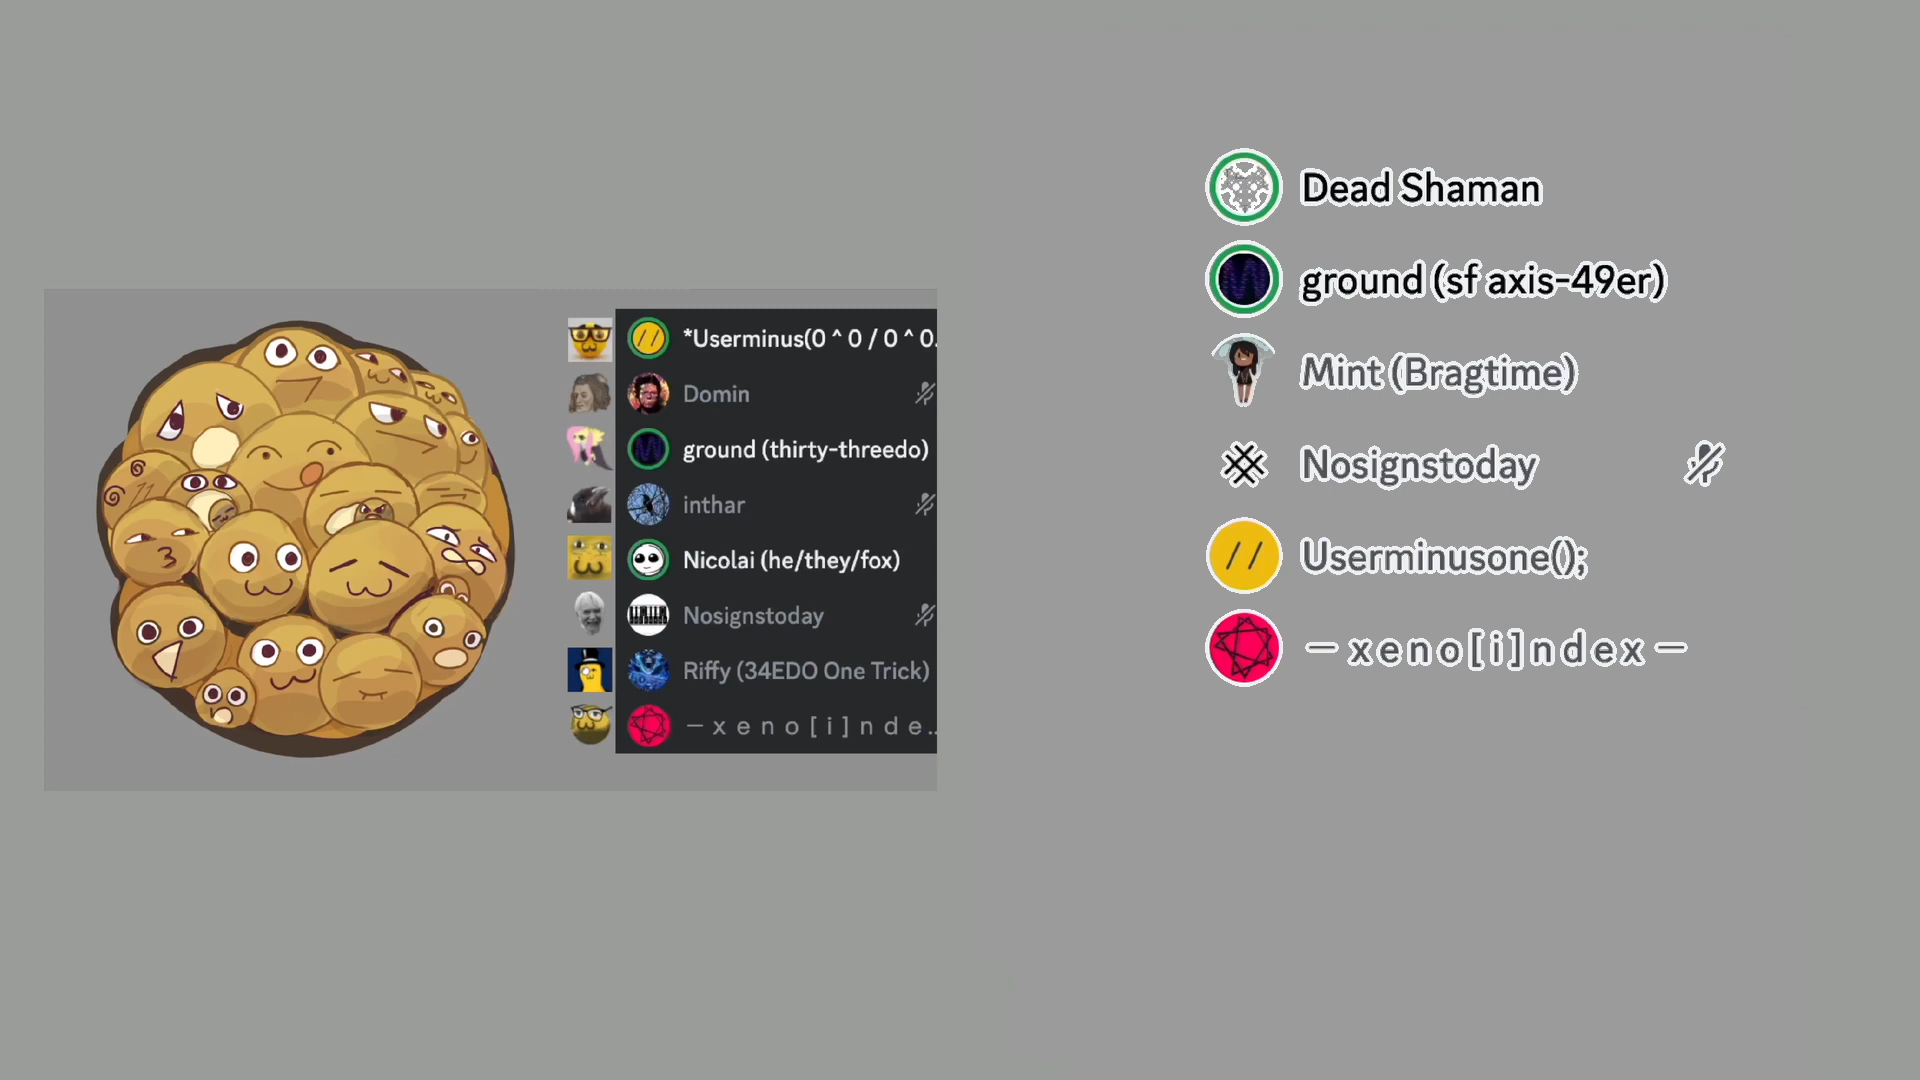 *Userminus(0 ^ 0 / 0 ^ 0.
Domin
ground (thirty-threedo)
inthar
Nicolai (he/they/fox)
Nosignstoday
Riffy (34EDO One Trick)
— x e n o [ i ] n d e ..
Dead Shaman
ground (sf axis-49er)
Mint (Bragtime)
Nosignstoday
Userminusone();
— x e n o [ i ] n d e x —